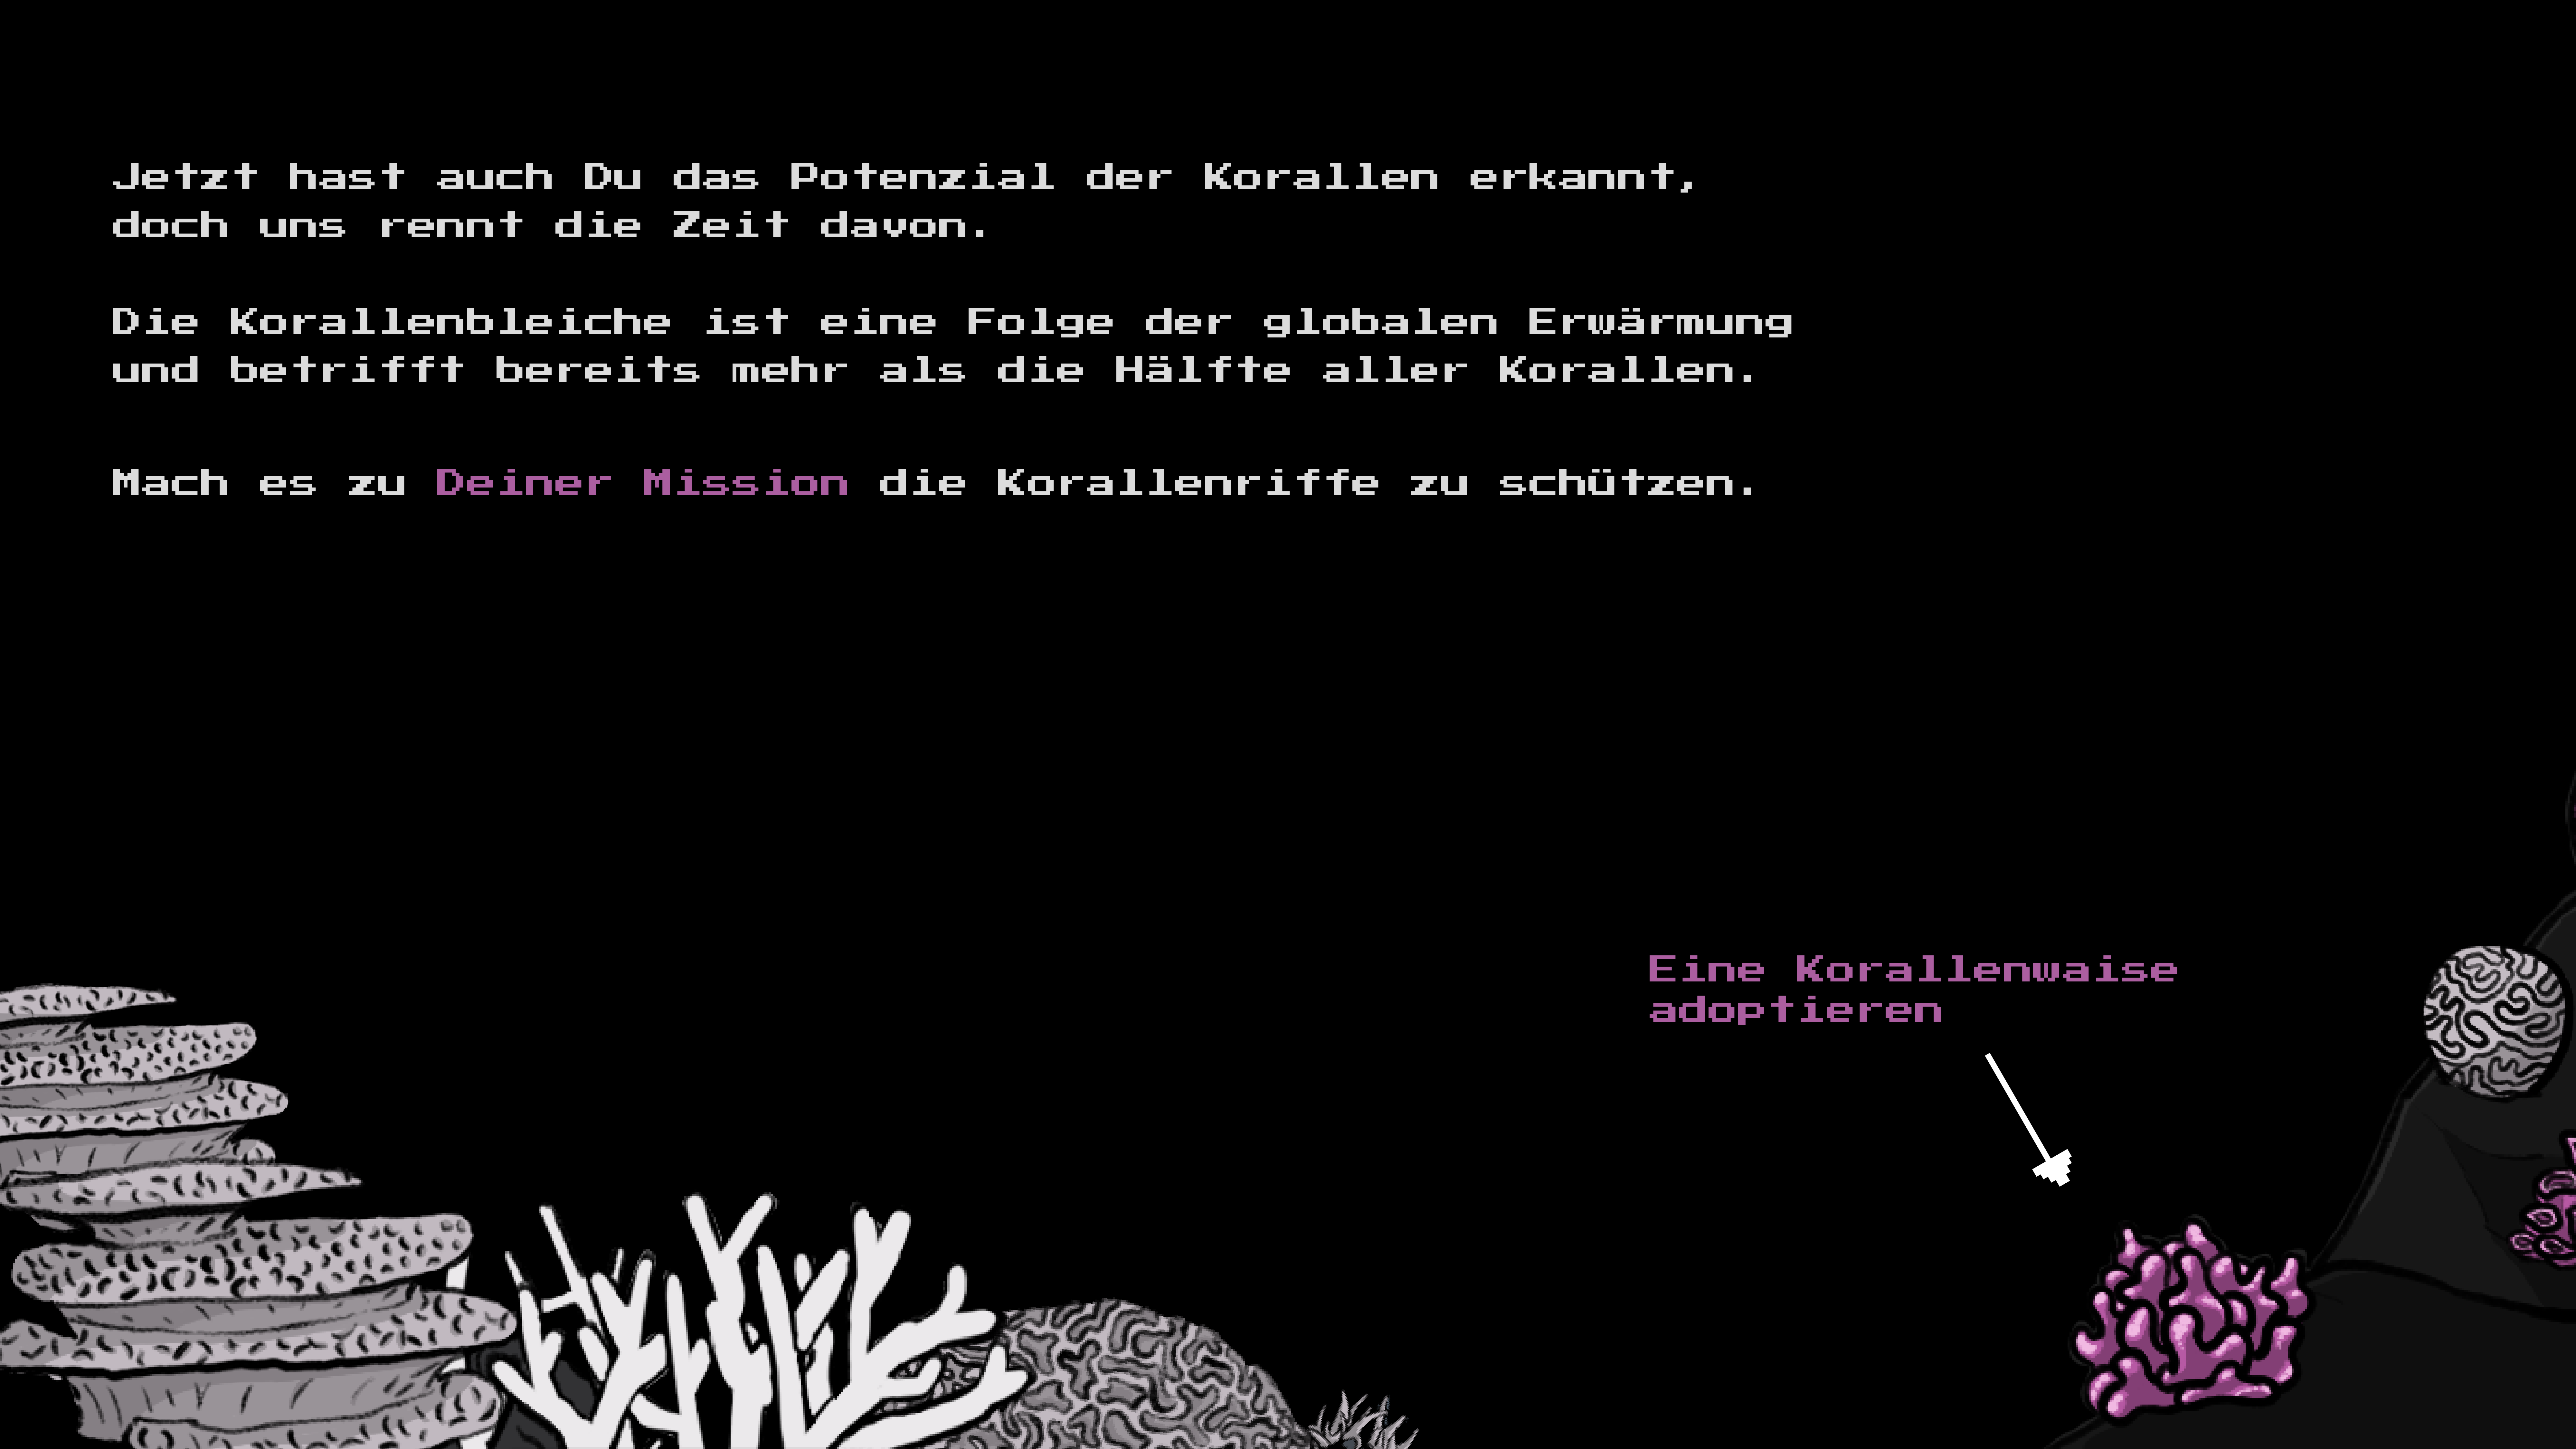 Jetzt hast auch Du das Potenzial der Korallen erkannt,
doch uns rennt die Zeit davon.
Die Korallenbleiche ist eine Folge der globalen Erwärmung
und betrifft bereits mehr als die Hälfte aller Korallen.
Mach es zu Deiner Mission die Korallenriffe zu schützen.
Eine Korallenwaise
adoptieren